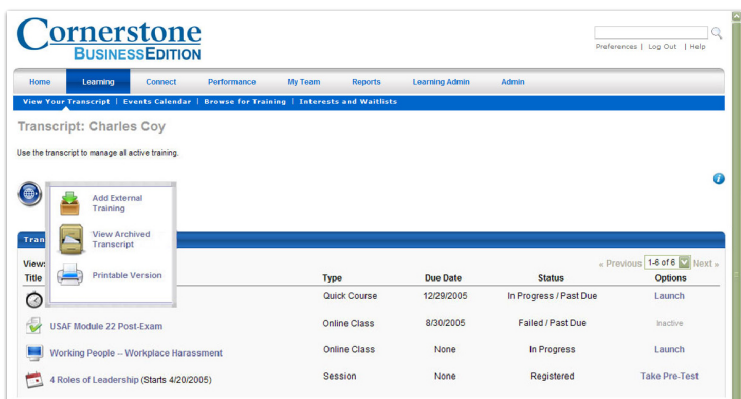 Cornerstone
BUSINESSEDITION
Preferences | Log Out | Help
Home Learning Connect Performance My Team Reports Learning Admin Admin
View Your Transcript | Events Calendar | Browse for Training | Interests and Waitlists
Transcript: Charles Coy
Use the transcript to manage all active training.
Add External
Training
View Archived
Transcript
Printable Version
Tran
View:
« Previous 1-6 of 6 Next »
Title Type Due Date Status Options
Quick Course 12/29/2005 In Progress / Past Due Launch
USAF Module 22 Post-Exam Online Class 8/30/2005 Failed / Past Due Inactive
Working People – Workplace Harassment Online Class None In Progress Launch
4 Roles of Leadership (Starts 4/20/2005) Session None Registered Take Pre-Test